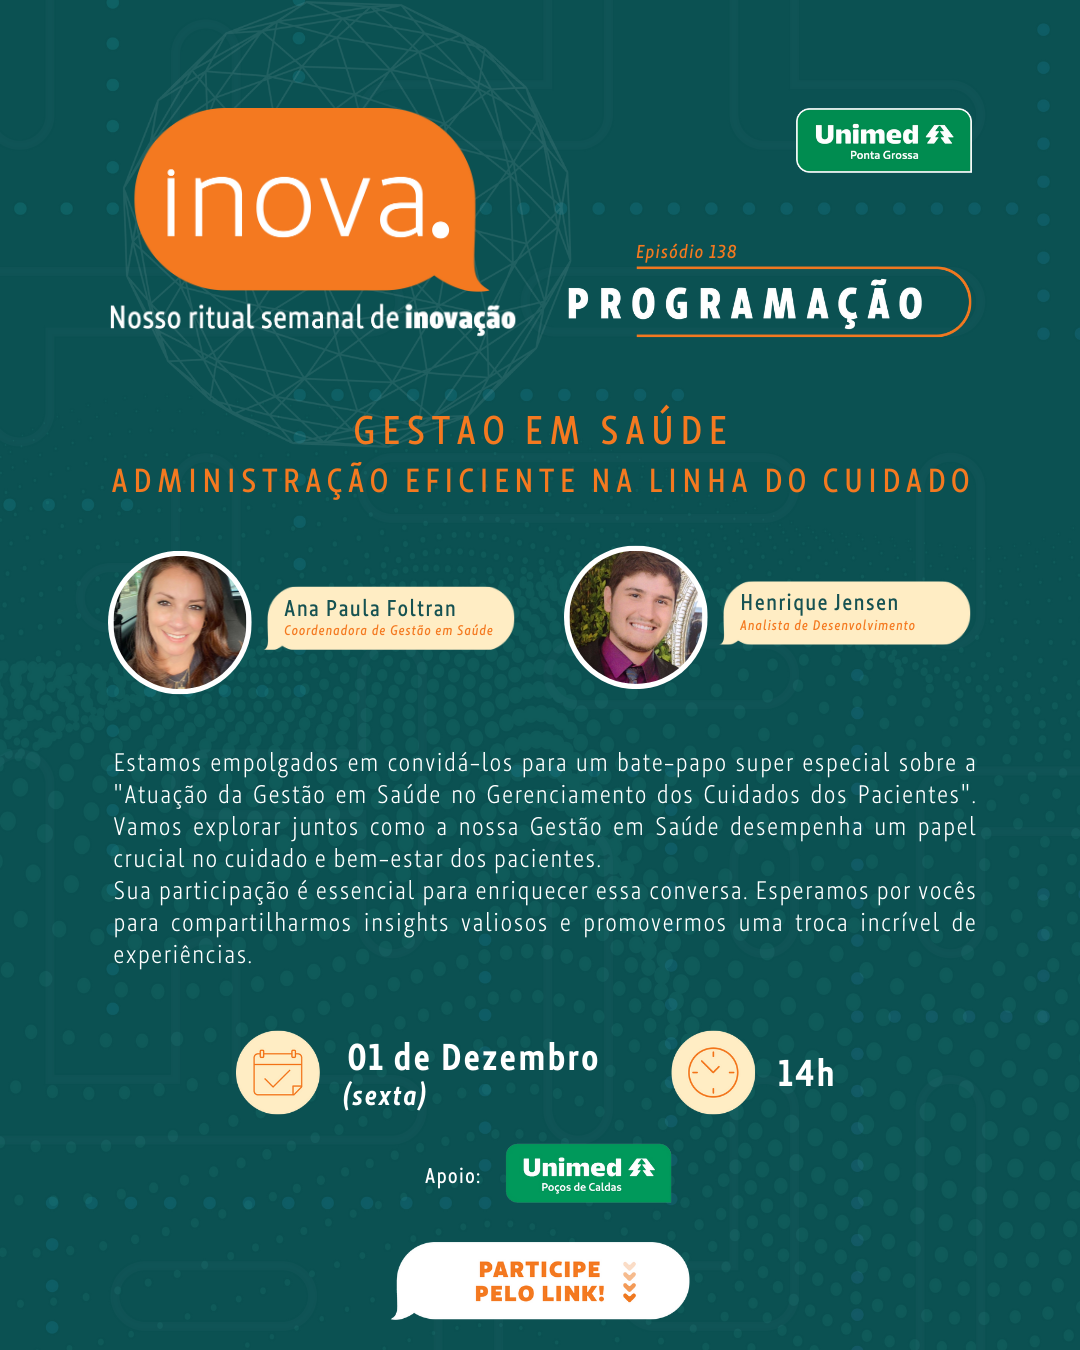 inova.
Nosso ritual semanal de inovação
Unimed
Ponta Grossa
Episódio 138
PROGRAMAÇÃO
GESTAO EM SAÚDE
ADMINISTRAÇÃO EFICIENTE NA LINHA DO CUIDADO
Ana Paula Foltran
Coordenadora de Gestão em Saúde
Henrique Jensen
Analista de Desenvolvimento
Estamos empolgados em convidá-los para um bate-papo super especial sobre a
"Atuação da Gestão em Saúde no Gerenciamento dos Cuidados dos Pacientes".
Vamos explorar juntos como a nossa Gestão em Saúde desempenha um papel
crucial no cuidado e bem-estar dos pacientes.
Sua participação é essencial para enriquecer essa conversa. Esperamos por vocês
para compartilharmos insights valiosos e promovermos uma troca incrível de
experiências.
01 de Dezembro
(sexta)
14h
Apoio:
Unimed
Poços de Caldas
PARTICIPE
PELO LINK!